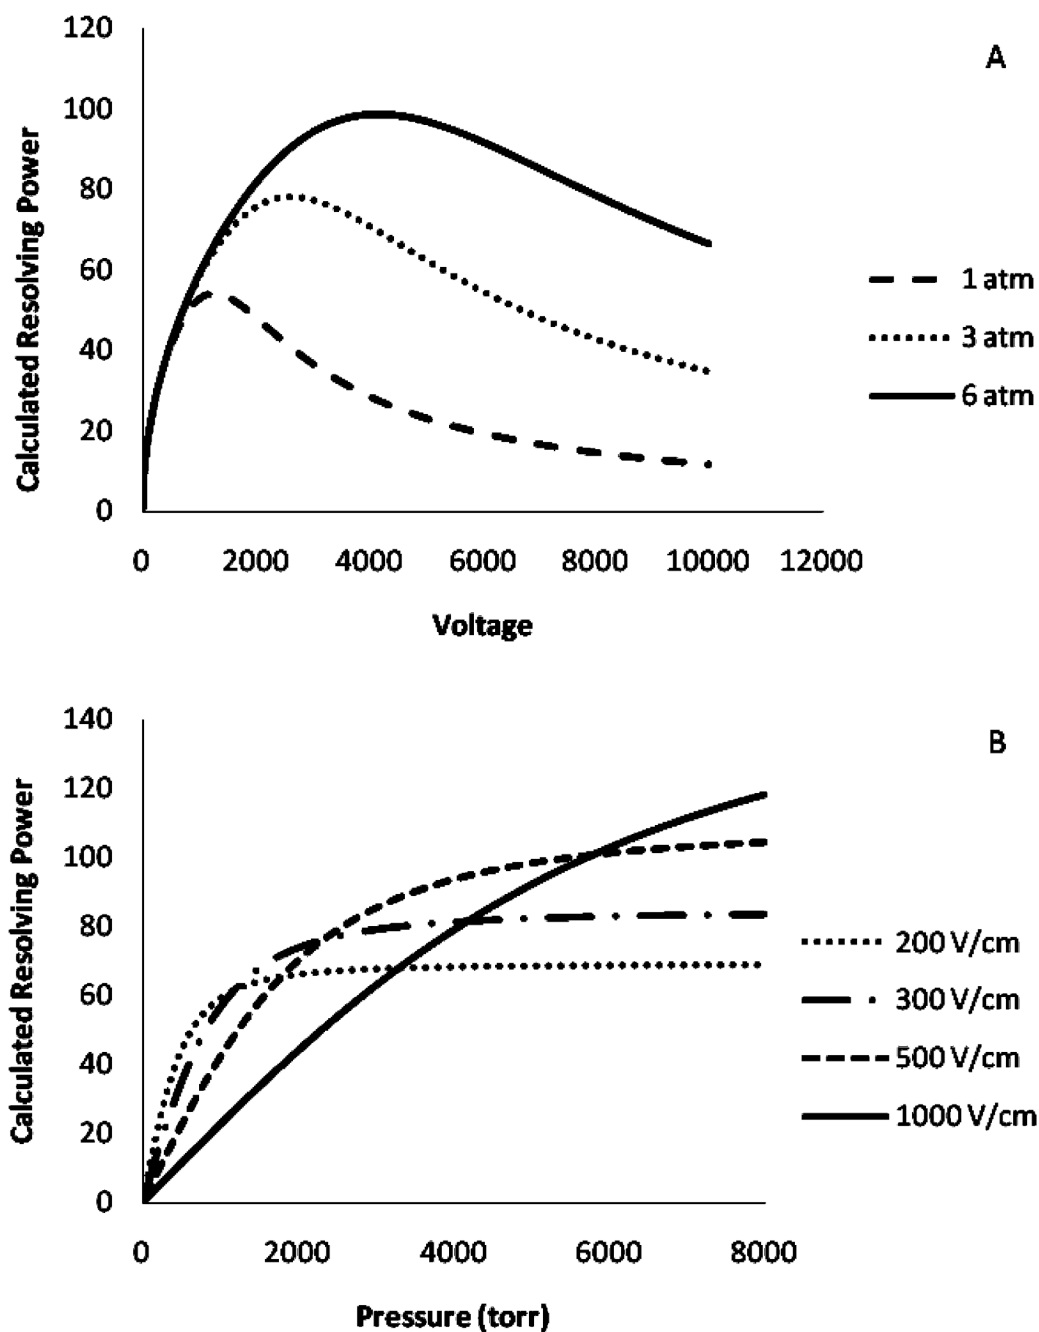 A
120
100
80
60
40
20
0
Calculated Resolving Power
0 2000 4000 6000 8000 10000 12000
Voltage
1 atm
3 atm
6 atm
B
140
120
100
80
60
40
20
0
Calculated Resolving Power
0 2000 4000 6000 8000
Pressure (torr)
200 V/cm
300 V/cm
500 V/cm
1000 V/cm